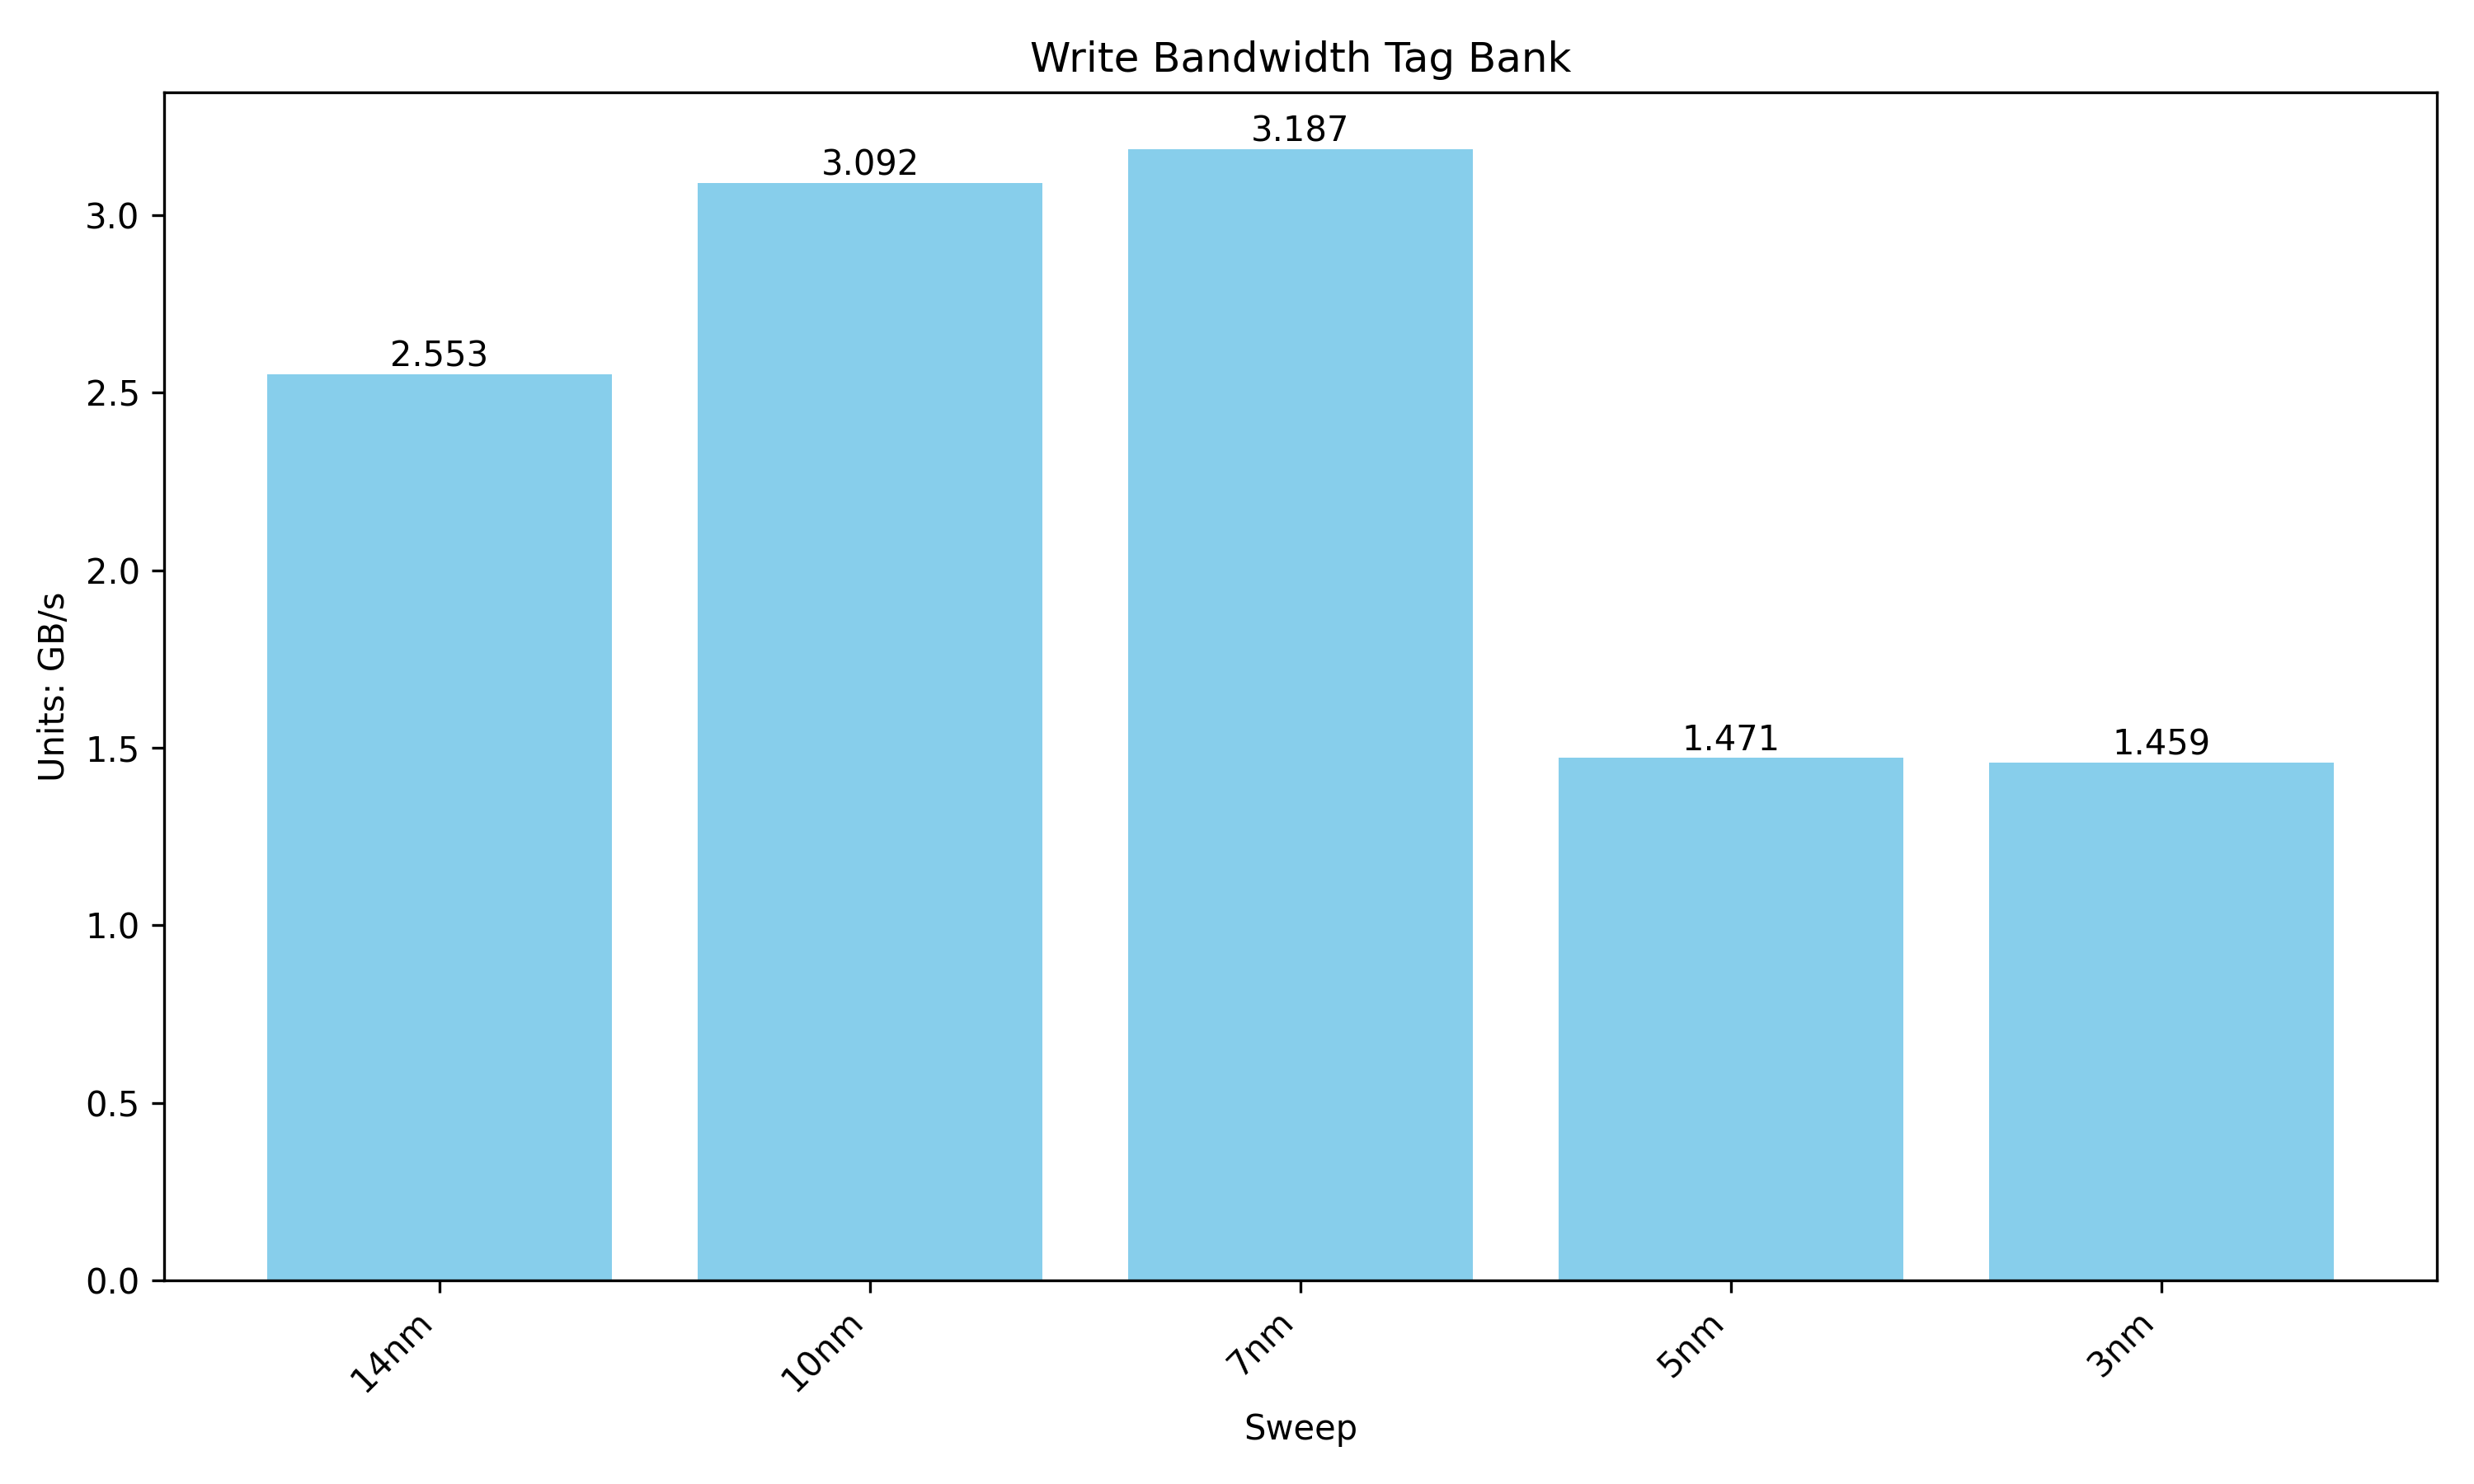 Write Bandwidth Tag Bank
3.187
3.092
2.553
1.471
1.459
Units: GB/s
3.0
2.5
2.0
1.5
1.0
0.5
0.0
14nm
10nm
7nm
5nm
3nm
Sweep